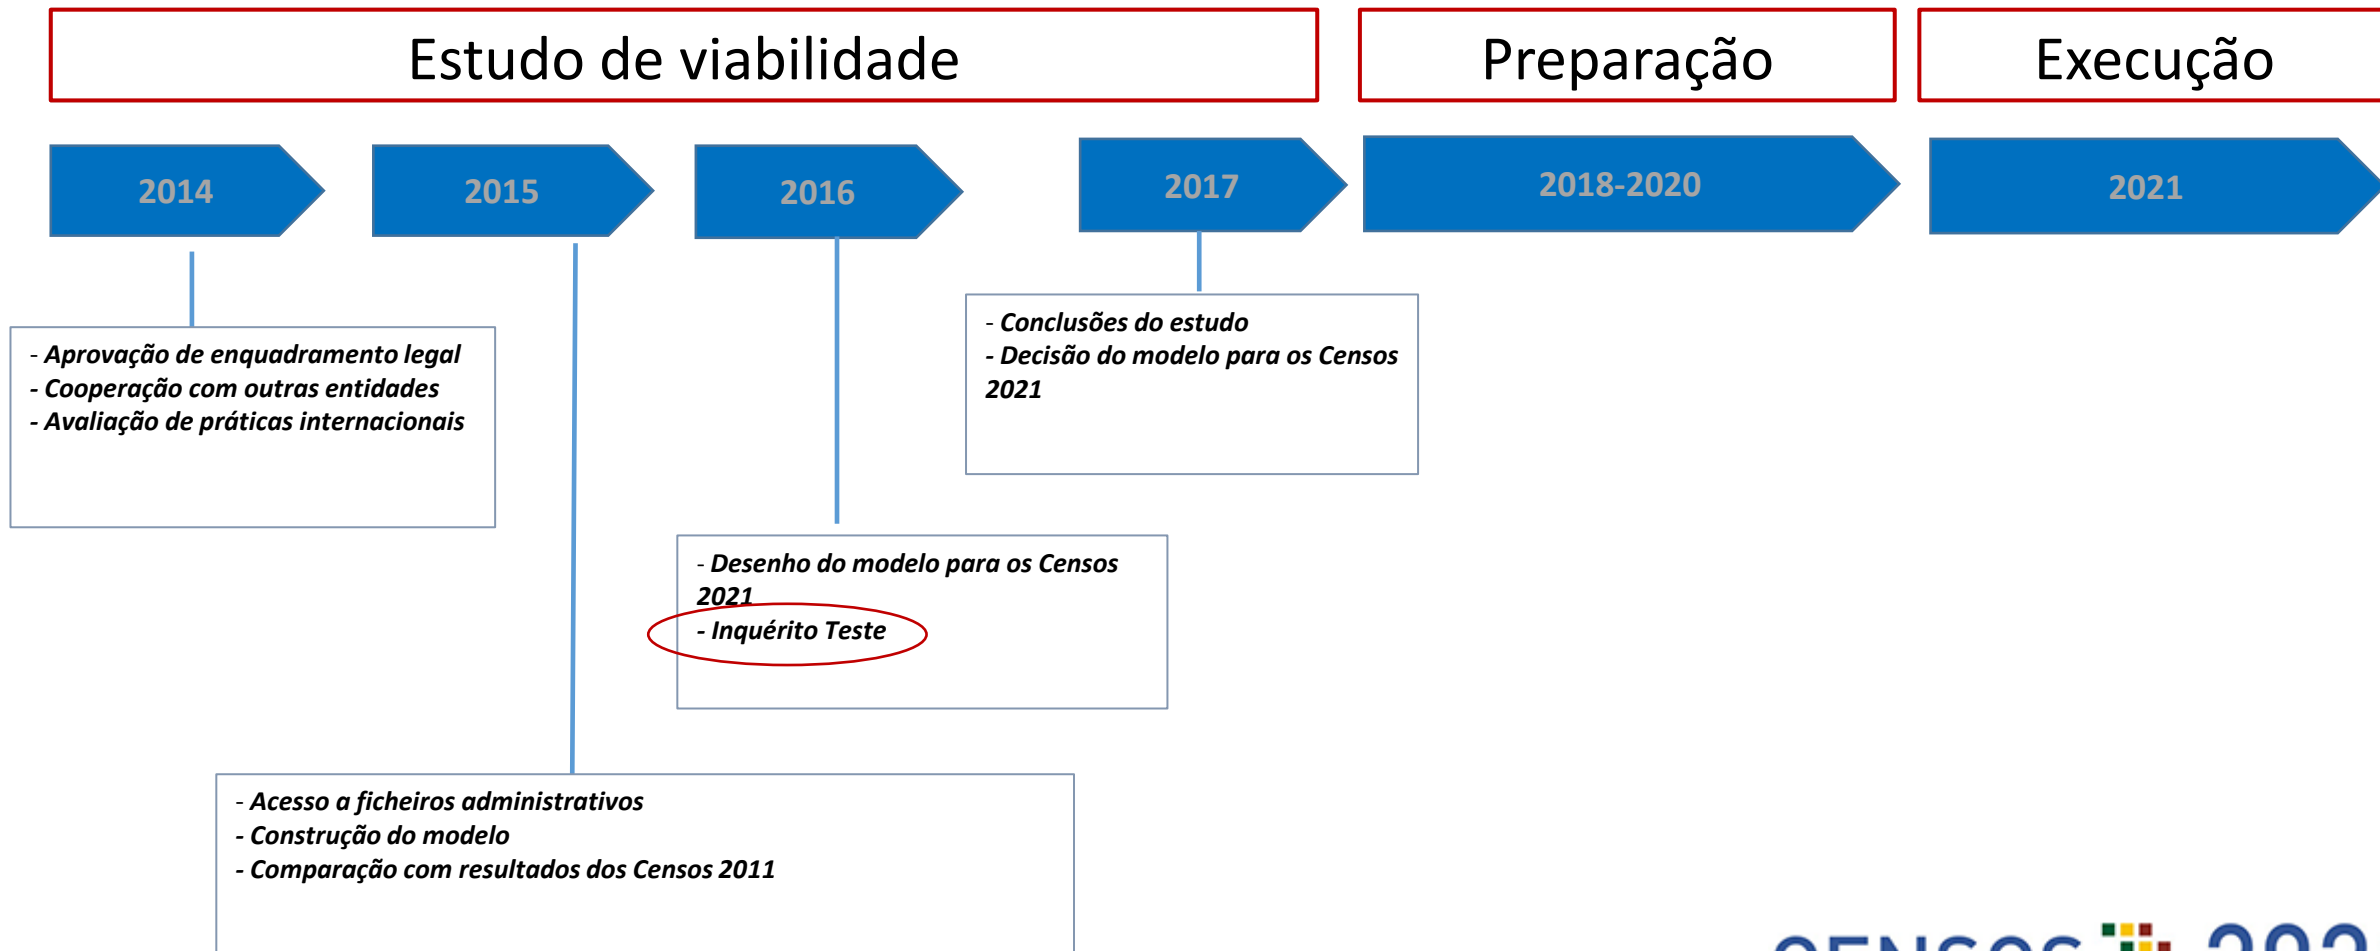 Estudo de viabilidade
Preparação
Execução
2014
2015
2016
2017
2018-2020
2021
- Aprovação de enquadramento legal
- Cooperação com outras entidades
- Avaliação de práticas internacionais
- Conclusões do estudo
- Decisão do modelo para os Censos
2021
- Desenho do modelo para os Censos
2021
- Inquérito Teste
- Acesso a ficheiros administrativos
- Construção do modelo
- Comparação com resultados dos Censos 2011
CENSOS